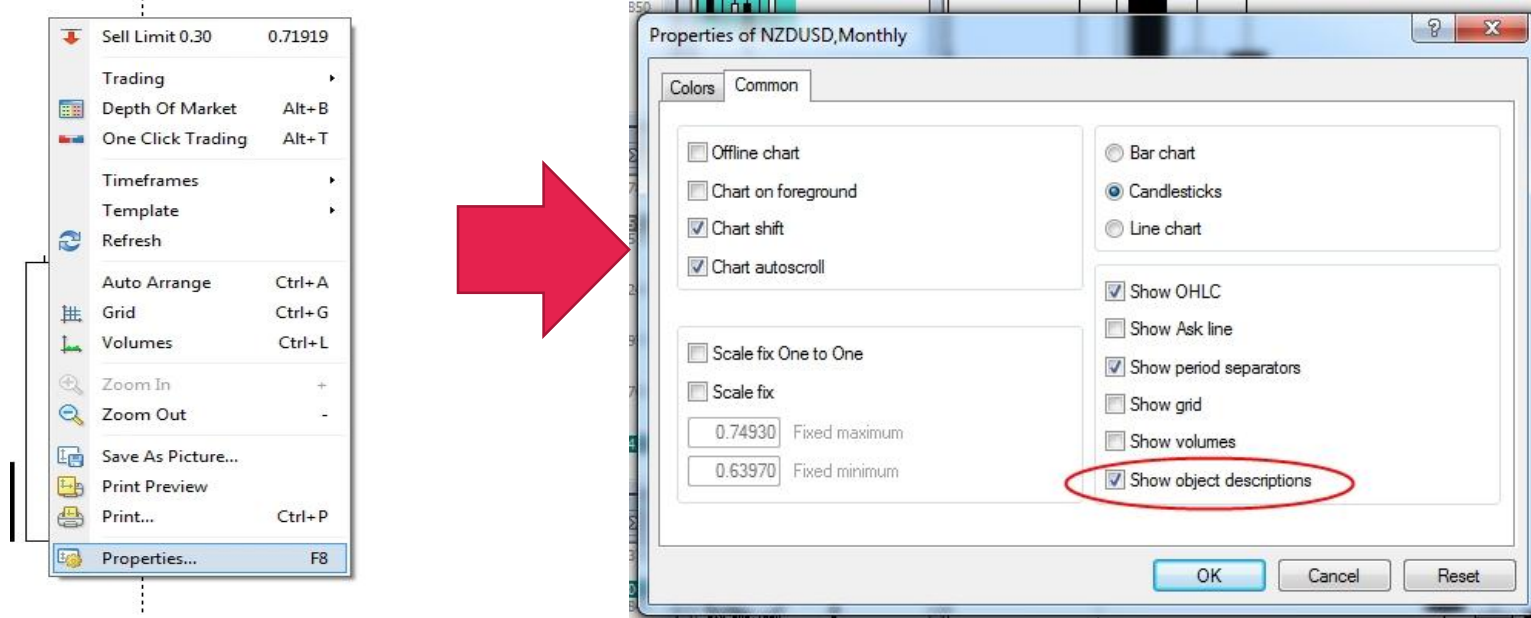 Sell Limit 0.30 0.71919
Trading
Depth Of Market Alt+B
One Click Trading Alt+T
Timeframes
Template
Refresh
Auto Arrange Ctrl+A
Grid Ctrl+G
Volumes Ctrl+L
Zoom In +
Zoom Out -
Save As Picture...
Print Preview
Print... Ctrl+P
Properties... F8
Properties of NZDUSD,Monthly
Colors Common
Offline chart
Chart on foreground
Chart shift
Chart autoscroll
Scale fix One to One
Scale fix
0.74930 Fixed maximum
0.63970 Fixed minimum
Bar chart
Candlesticks
Line chart
Show OHLC
Show Ask line
Show period separators
Show grid
Show volumes
Show object descriptions
OK Cancel Reset